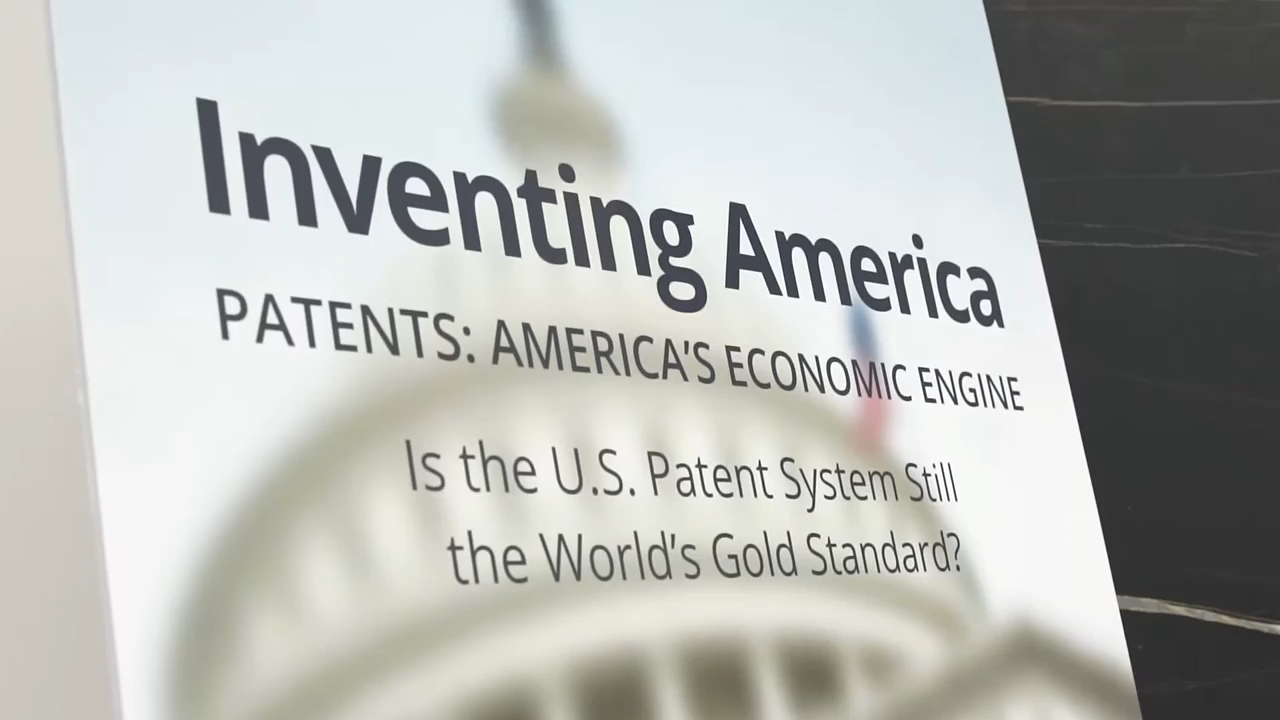 Inventing America
PATENTS: AMERICA'S ECONOMIC ENGINE
Is the U.S. Patent System Still
the World's Gold Standard?